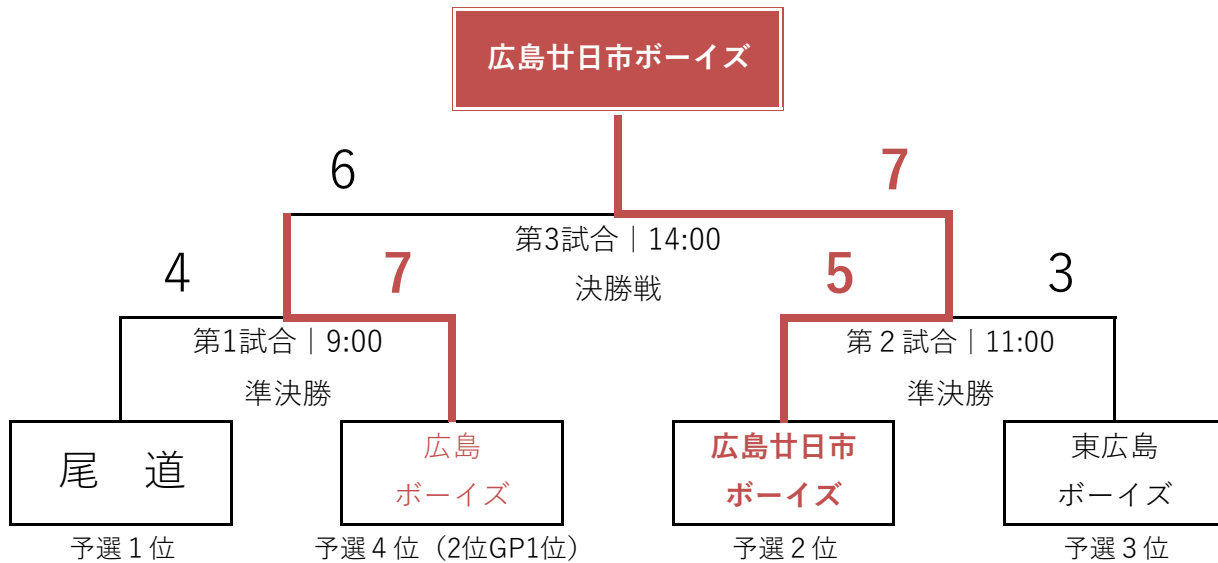 広島廿日市ボーイズ
6
7
第3試合｜14:00
決勝戦
4
7
5
3
第1試合｜9:00
準決勝
第２試合｜11:00
準決勝
尾　道
広島
ボーイズ
広島廿日市
ボーイズ
東広島
ボーイズ
予選１位
予選４位（2位GP1位）
予選２位
予選３位